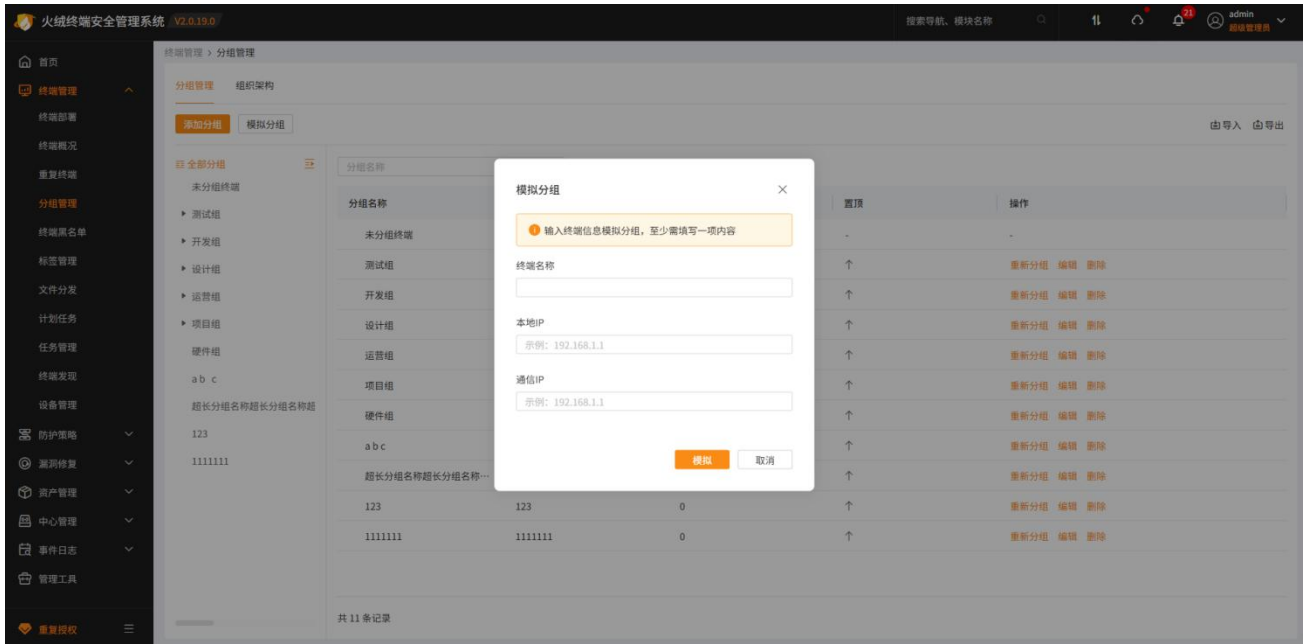 火绒终端安全管理系统 V2.0.19.0
搜索导航、模块名称
21
admin
超级管理员
首页
终端管理
终端部署
终端概况
重复终端
分组管理
终端黑名单
标签管理
文件分发
计划任务
任务管理
终端发现
设备管理
防护策略
漏洞修复
资产管理
中心管理
事件日志
管理工具
重复授权
终端管理 > 分组管理
分组管理 组织架构
添加分组 模拟分组
导入 导出
全部分组
未分组终端
测试组
开发组
设计组
运营组
项目组
硬件组
a b c
超长分组名称超长分组名称超
123
1111111
分组名称
分组名称 置顶 操作
未分组终端 - -
测试组 重新分组 编辑 删除
开发组 重新分组 编辑 删除
设计组 重新分组 编辑 删除
运营组 重新分组 编辑 删除
项目组 重新分组 编辑 删除
硬件组 重新分组 编辑 删除
a b c 重新分组 编辑 删除
超长分组名称超长分组名称… 重新分组 编辑 删除
123 123 0 重新分组 编辑 删除
1111111 1111111 0 重新分组 编辑 删除
共 11 条记录
模拟分组
输入终端信息模拟分组，至少需填写一项内容
终端名称
本地IP
示例：192.168.1.1
通信IP
示例：192.168.1.1
模拟 取消